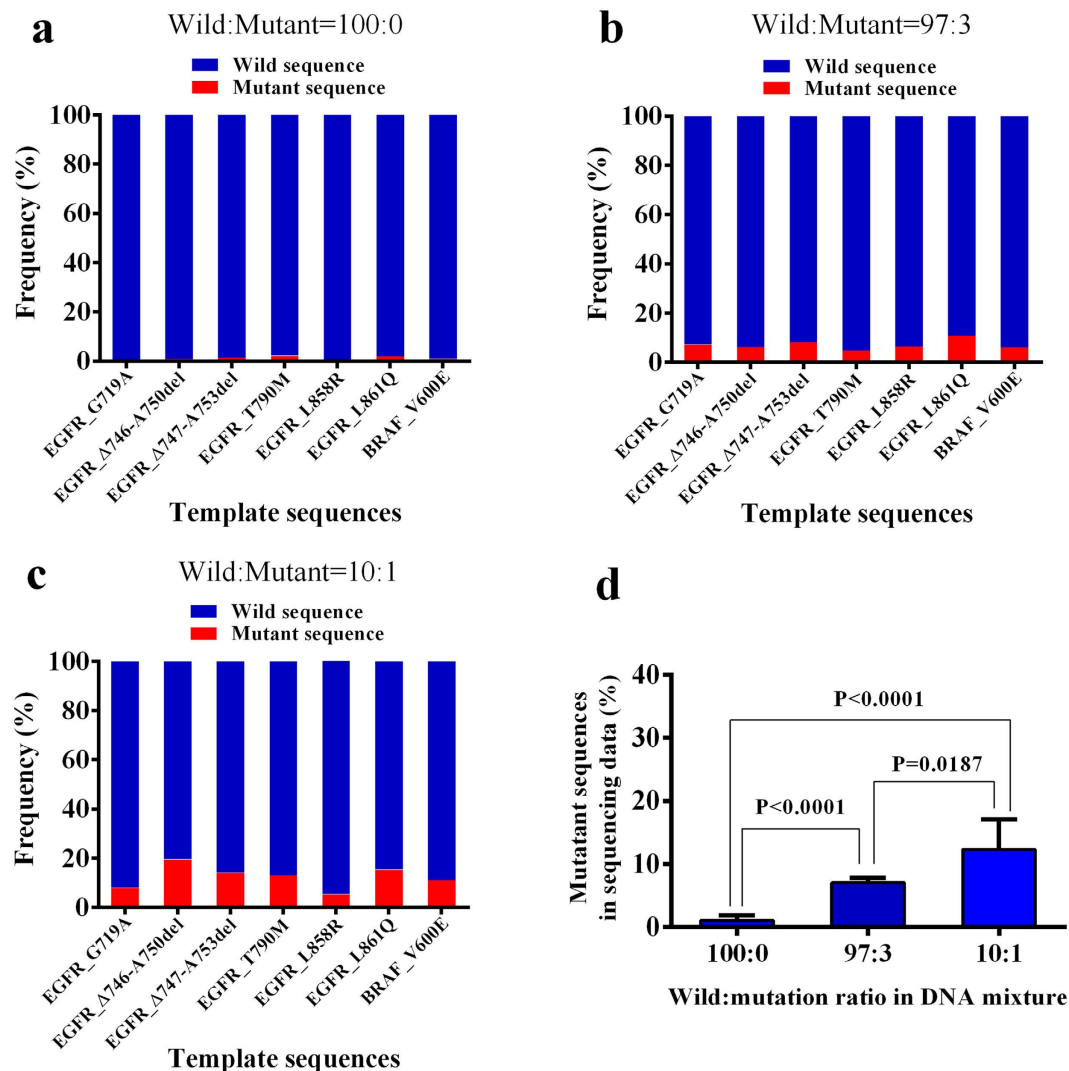 a
Wild:Mutant=100:0
Wild sequence
Mutant sequence
Frequency (%)
100
80
60
40
20
0
EGFR_G719A
EGFR_Δ746-A750del
EGFR_Δ747-A753del
EGFR_T790M
EGFR_L858R
EGFR_L861Q
BRAF_V600E
Template sequences
b
Wild:Mutant=97:3
Wild sequence
Mutant sequence
Frequency (%)
100
80
60
40
20
0
EGFR_G719A
EGFR_Δ746-A750del
EGFR_Δ747-A753del
EGFR_T790M
EGFR_L858R
EGFR_L861Q
BRAF_V600E
Template sequences
c
Wild:Mutant=10:1
Wild sequence
Mutant sequence
Frequency (%)
100
80
60
40
20
0
EGFR_G719A
EGFR_Δ746-A750del
EGFR_Δ747-A753del
EGFR_T790M
EGFR_L858R
EGFR_L861Q
BRAF_V600E
Template sequences
d
Mutatant sequences
in sequencing data (%)
40
30
20
10
0
P<0.0001
P=0.0187
P<0.0001
100:0
97:3
10:1
Wild:mutation ratio in DNA mixture